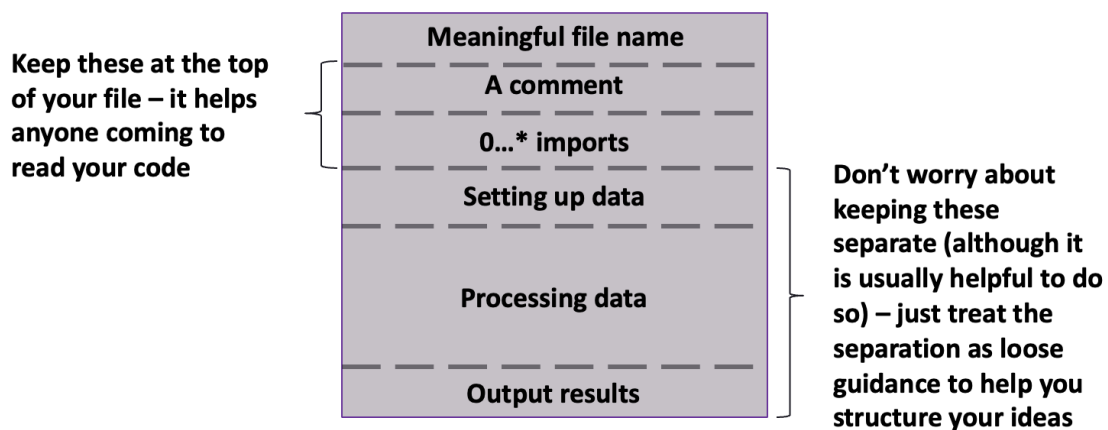 Keep these at the top
of your file – it helps
anyone coming to
read your code
Meaningful file name
A comment
0...* imports
Setting up data
Processing data
Output results
Don’t worry about
keeping these
separate (although it
is usually helpful to do
so) – just treat the
separation as loose
guidance to help you
structure your ideas